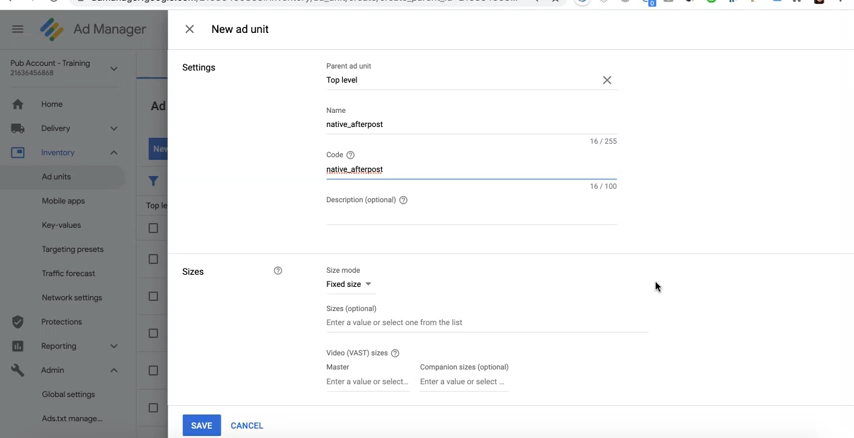 Ad Manager
New ad unit
Pub Account - Training
21636456868
Home
Delivery
Inventory
Ad units
Mobile apps
Key-values
Targeting presets
Traffic forecast
Network settings
Protections
Reporting
Admin
Global settings
Ads.txt manage...
Ad
New
Top le
Settings
Parent ad unit
Top level
Name
native_afterpost
16 / 255
Code
native_afterpost
16 / 100
Description (optional)
Sizes
Size mode
Fixed size
Sizes (optional)
Enter a value or select one from the list
Video (VAST) sizes
Master Companion sizes (optional)
Enter a value or select... Enter a value or select ...
SAVE CANCEL